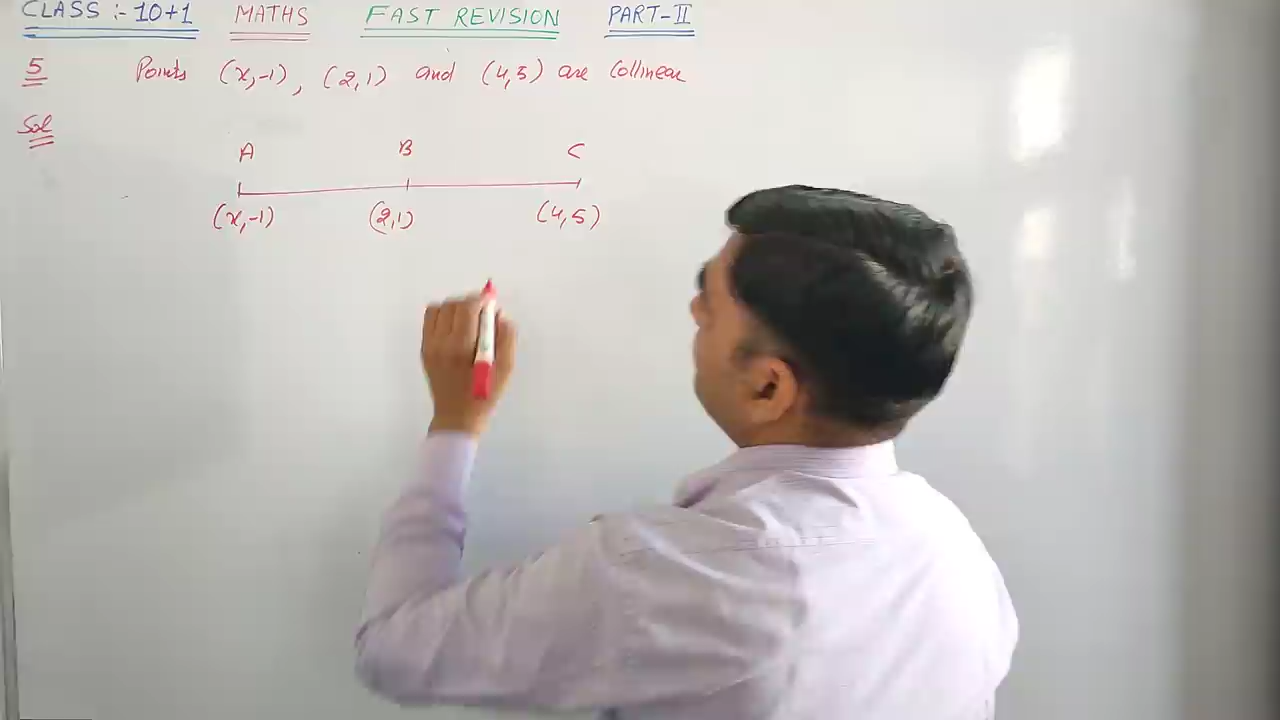 CLASS :- 10+1 MATHS FAST REVISION PART-II
5 Points (x,-1), (2,1) and (4,5) are Collinear
Sol
A B C
(x,-1) (2,1) (4,5)